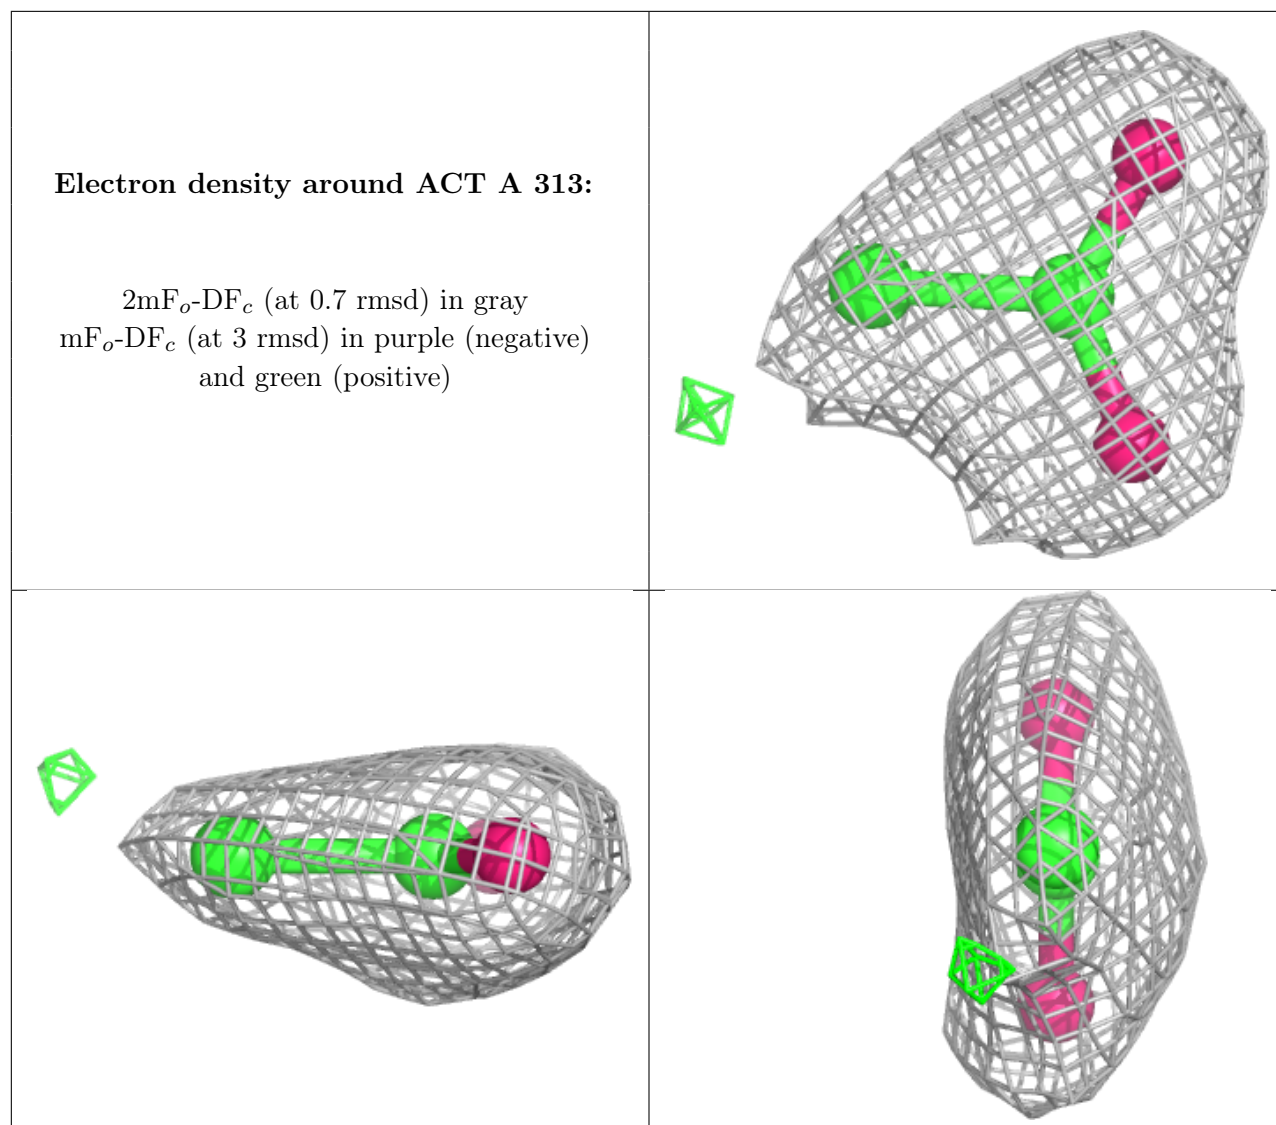 Electron density around ACT A 313:
2mFo-DFc (at 0.7 rmsd) in gray
mFo-DFc (at 3 rmsd) in purple (negative)
and green (positive)